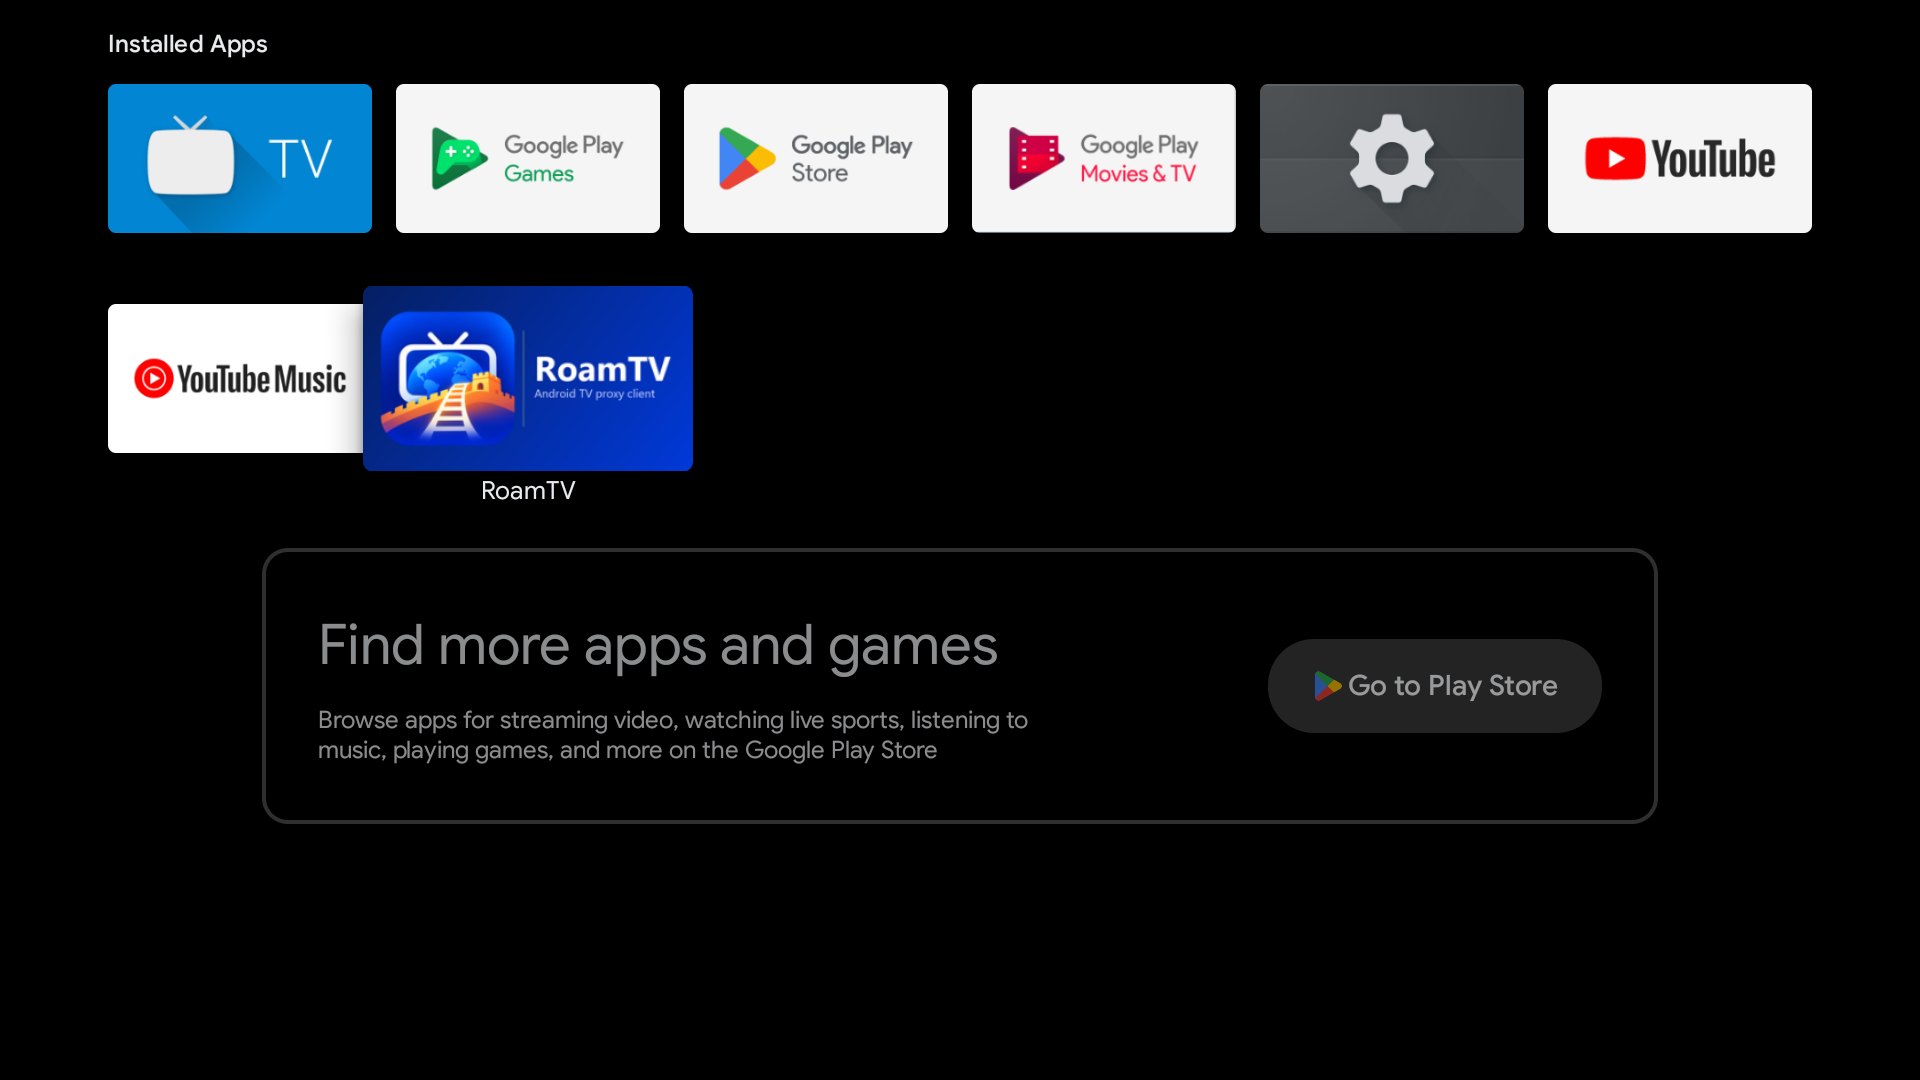 Installed Apps
TV
Google Play
Games
Google Play
Store
Google Play
Movies & TV
YouTube
YouTube Music
RoamTV
Android TV proxy client
RoamTV
Find more apps and games
Browse apps for streaming video, watching live sports, listening to
music, playing games, and more on the Google Play Store
Go to Play Store